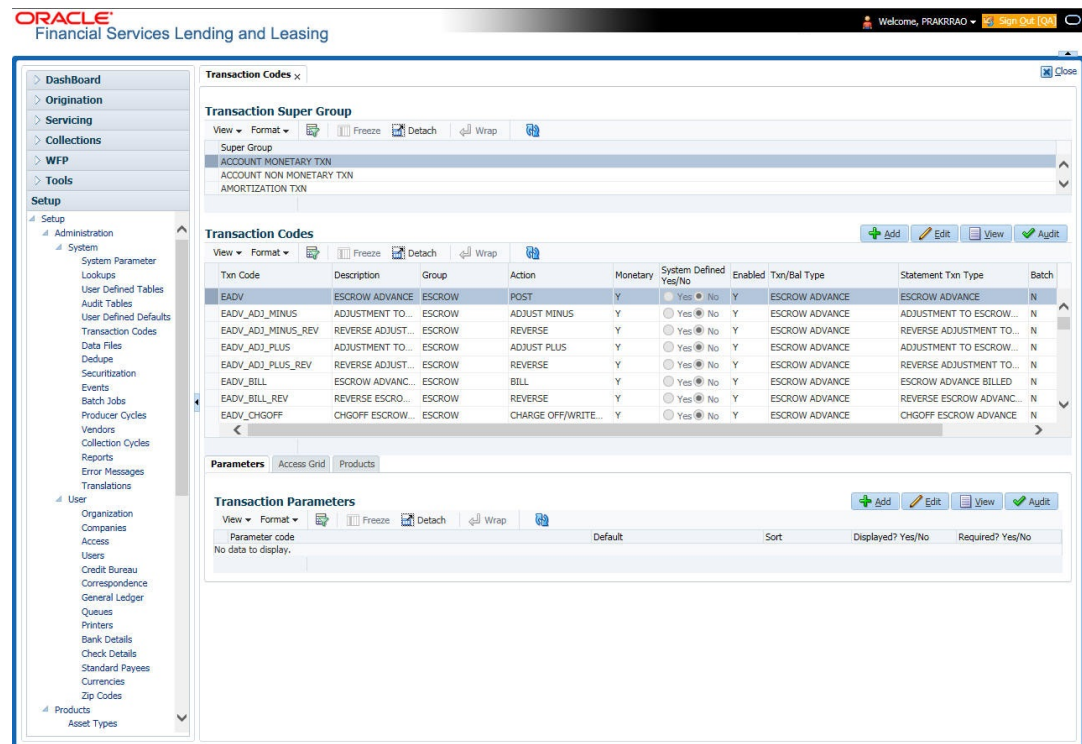 ORACLE
Financial Services Lending and Leasing
Welcome, PRAKRRAO
Sign Out [QA]
DashBoard
Origination
Servicing
Collections
WFP
Tools
Setup
Setup
Administration
System
System Parameter
Lookups
User Defined Tables
Audit Tables
User Defined Defaults
Transaction Codes
Data Files
Dedupe
Securitization
Events
Batch Jobs
Producer Cycles
Vendors
Collection Cycles
Reports
Error Messages
Translations
User
Organization
Companies
Access
Users
Credit Bureau
Correspondence
General Ledger
Queues
Printers
Bank Details
Check Details
Standard Payees
Currencies
Zip Codes
Products
Asset Types
Transaction Codes x
Close
Transaction Super Group
View Format Freeze Detach Wrap
Super Group
ACCOUNT MONETARY TXN
ACCOUNT NON MONETARY TXN
AMORTIZATION TXN
Transaction Codes
Add Edit View Audit
View Format Freeze Detach Wrap
Txn Code Description Group Action Monetary System Defined Yes/No Enabled Txn/Bal Type Statement Txn Type Batch
EADV ESCROW ADVANCE ESCROW POST Y Yes No Y ESCROW ADVANCE ESCROW ADVANCE N
EADV_ADJ_MINUS ADJUSTMENT TO... ESCROW ADJUST MINUS Y Yes No Y ESCROW ADVANCE ADJUSTMENT TO ESCROW... N
EADV_ADJ_MINUS_REV REVERSE ADJUST... ESCROW REVERSE Y Yes No Y ESCROW ADVANCE REVERSE ADJUSTMENT TO... N
EADV_ADJ_PLUS ADJUSTMENT TO... ESCROW ADJUST PLUS Y Yes No Y ESCROW ADVANCE ADJUSTMENT TO ESCROW... N
EADV_ADJ_PLUS_REV REVERSE ADJUST... ESCROW REVERSE Y Yes No Y ESCROW ADVANCE REVERSE ADJUSTMENT TO... N
EADV_BILL ESCROW ADVANC... ESCROW BILL Y Yes No Y ESCROW ADVANCE ESCROW ADVANCE BILLED N
EADV_BILL_REV REVERSE ESCRO... ESCROW REVERSE Y Yes No Y ESCROW ADVANCE REVERSE ESCROW ADVANC... N
EADV_CHGOFF CHGOFF ESCROW... ESCROW CHARGE OFF/WRITE... Y Yes No Y ESCROW ADVANCE CHGOFF ESCROW ADVANCE N
Parameters Access Grid Products
Transaction Parameters
Add Edit View Audit
View Format Freeze Detach Wrap
Parameter code Default Sort Displayed? Yes/No Required? Yes/No
No data to display.